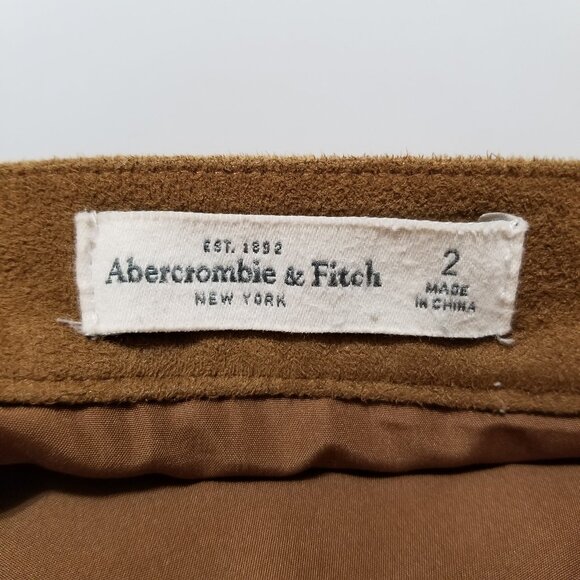 EST. 1892
Abercrombie & Fitch
NEW YORK
2
MADE
IN CHINA